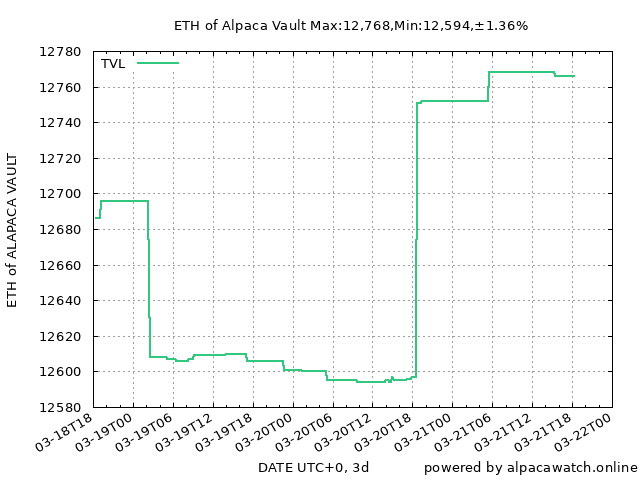 ETH of Alpaca Vault Max:12,768,Min:12,594,±1.36%
TVL
12780
12760
12740
12720
12700
12680
12660
12640
12620
12600
12580
ETH of ALAPACA VAULT
03-18T18
03-19T00
03-19T06
03-19T12
03-19T18
03-20T00
03-20T06
03-20T12
03-20T18
03-21T00
03-21T06
03-21T12
03-21T18
03-22T00
DATE UTC+0, 3d
powered by alpacawatch.online